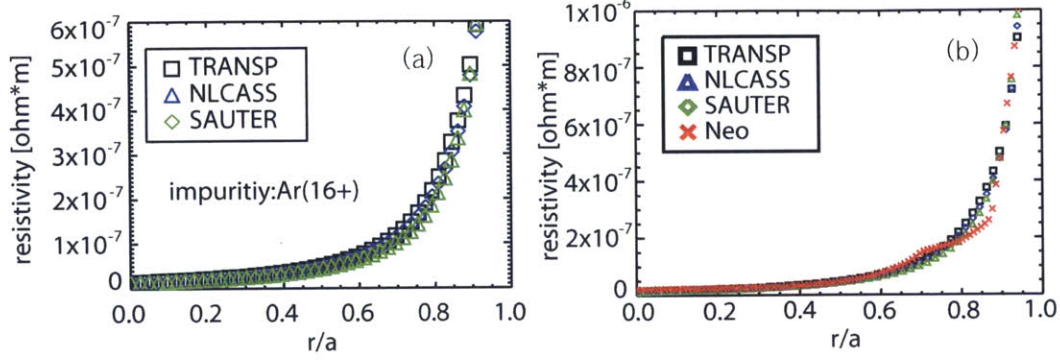 (a)
resistivity [ohm*m]
6x10⁻⁷
5x10⁻⁷
4x10⁻⁷
3x10⁻⁷
2x10⁻⁷
1x10⁻⁷
0
TRANSP
NLCASS
SAUTER
impuritiy:Ar(16+)
0.0 0.2 0.4 0.6 0.8 1.0
r/a
(b)
resistivity [ohm*m]
1x10⁻⁶
8x10⁻⁷
6x10⁻⁷
4x10⁻⁷
2x10⁻⁷
0
TRANSP
NLCASS
SAUTER
Neo
0.0 0.2 0.4 0.6 0.8 1.0
r/a